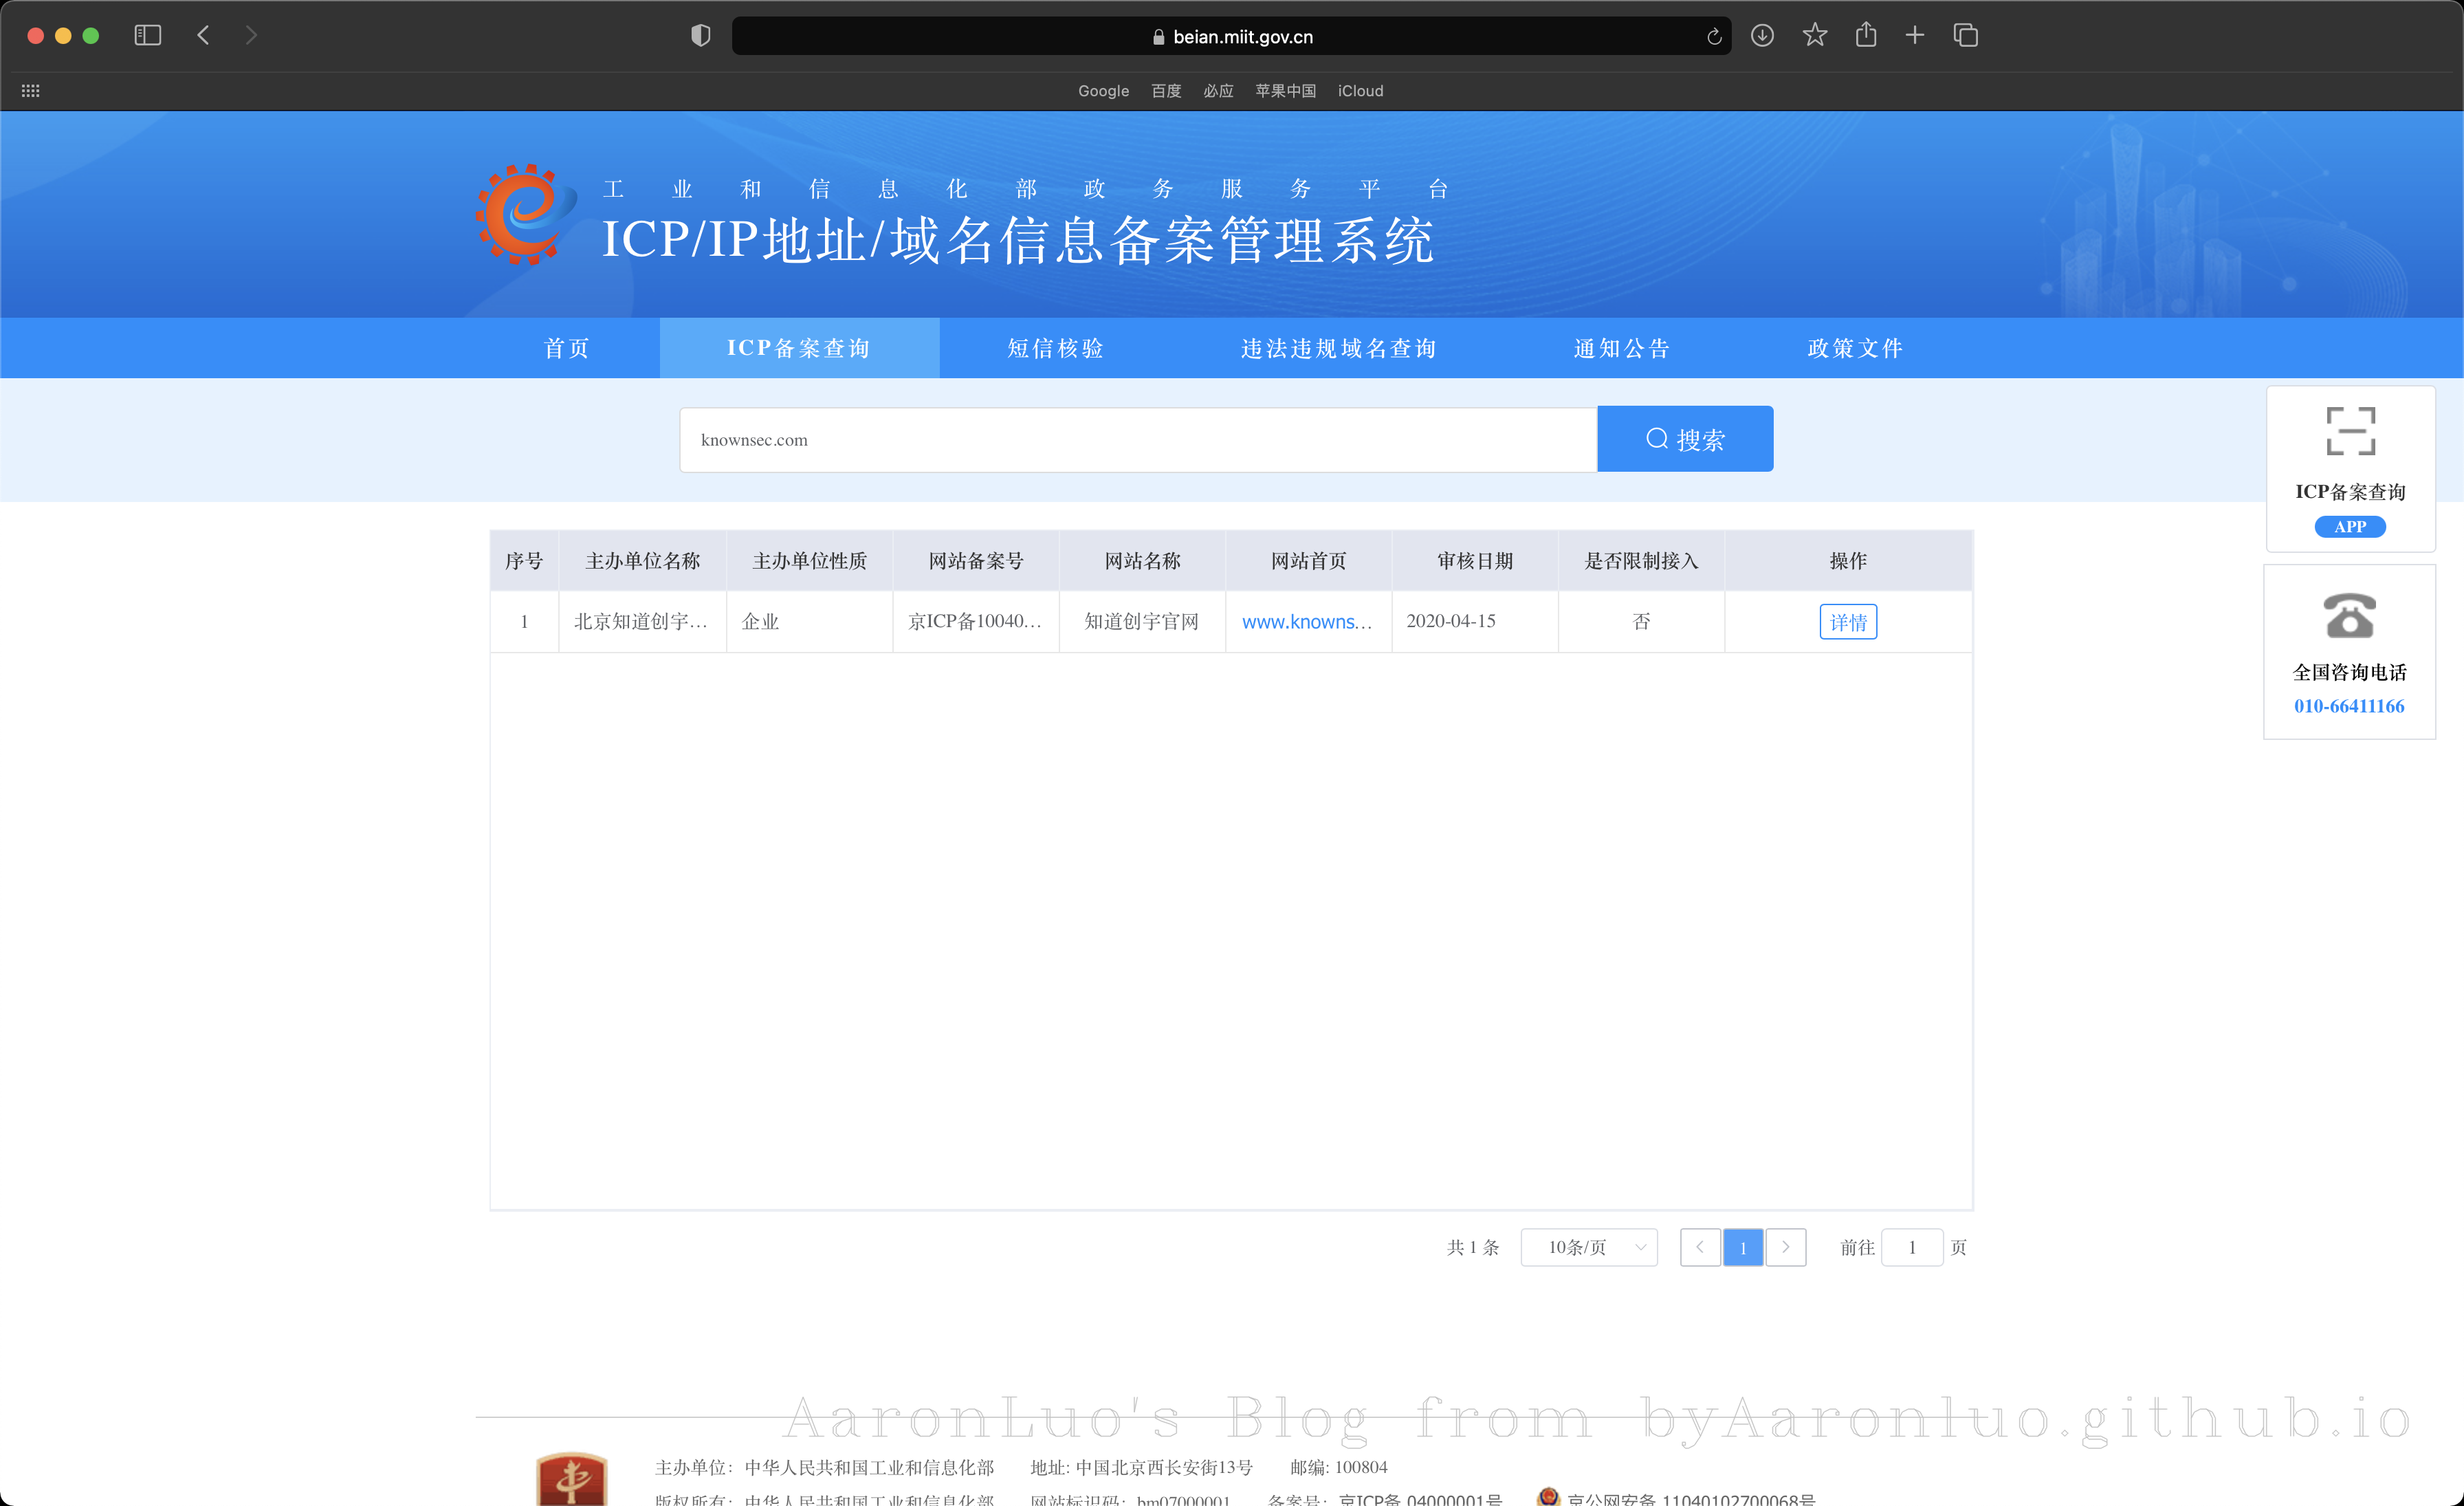 beian.miit.gov.cn
Google 百度 必应 苹果中国 iCloud
工业和信息化部政务服务平台
ICP/IP地址/域名信息备案管理系统
首页 ICP备案查询 短信核验 违法违规域名查询 通知公告 政策文件
knownsec.com 搜索
ICP备案查询
APP
全国咨询电话
010-66411166
序号 主办单位名称 主办单位性质 网站备案号 网站名称 网站首页 审核日期 是否限制接入 操作
1 北京知道创宇... 企业 京ICP备10040... 知道创宇官网 www.knowns... 2020-04-15 否 详情
共 1 条 10条/页 1 前往 1 页
AaronLuo's Blog from byAaronluo.github.io
主办单位：中华人民共和国工业和信息化部 地址: 中国北京西长安街13号 邮编: 100804
版权所有：中华人民共和国工业和信息化部 网站标识码：bm07000001 备案号：京ICP备 04000001号 京公网安备 11040102700068号